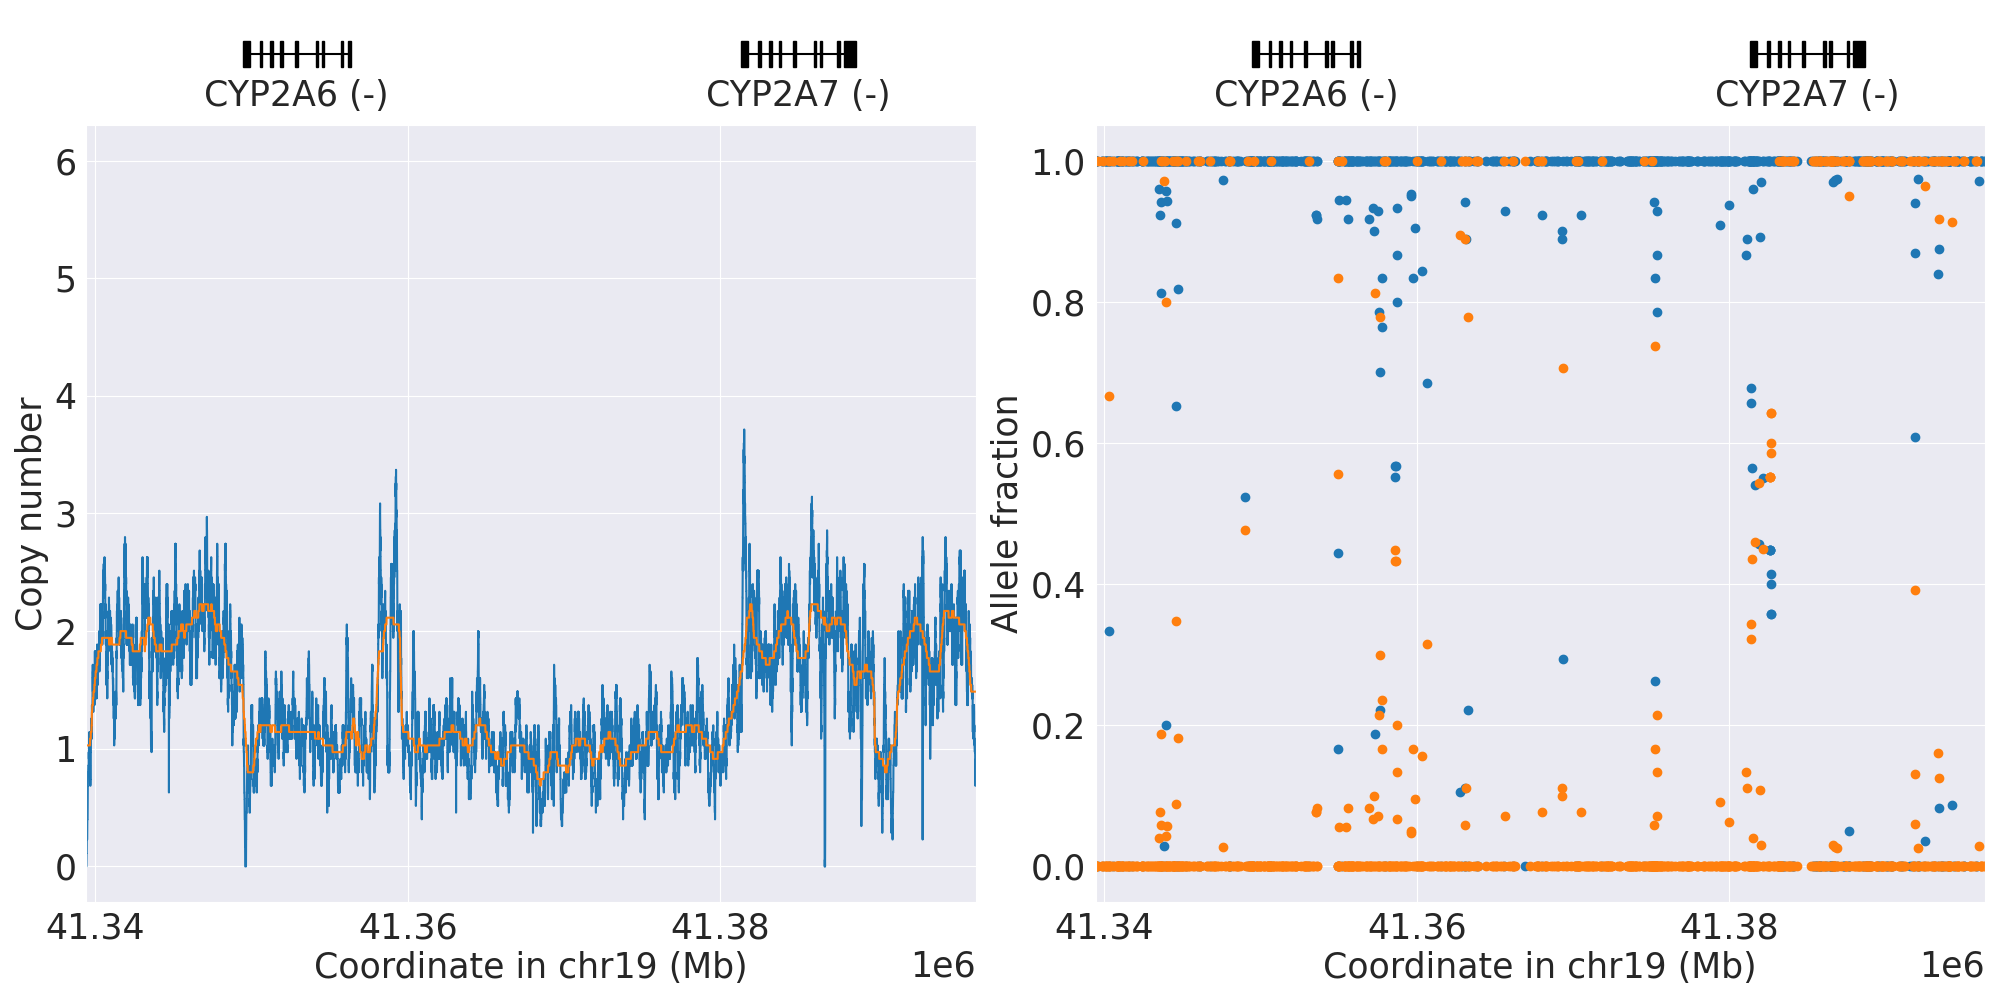 CYP2A6 (-) CYP2A7 (-)
CYP2A6 (-) CYP2A7 (-)
Copy number
6
5
4
3
2
1
0
41.34 41.36 41.38
Coordinate in chr19 (Mb) 1e6
Allele fraction
1.0
0.8
0.6
0.4
0.2
0.0
41.34 41.36 41.38
Coordinate in chr19 (Mb) 1e6